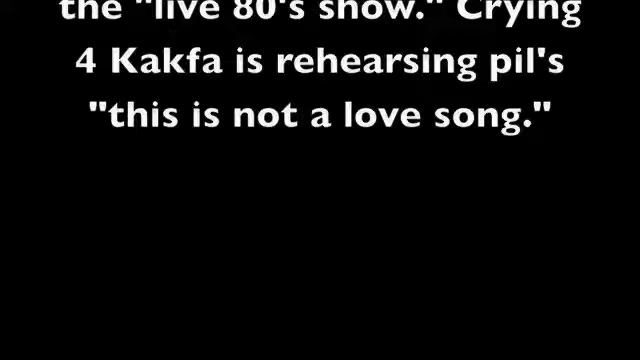 the "live 80's show." Crying
4 Kakfa is rehearsing pil's
"this is not a love song."